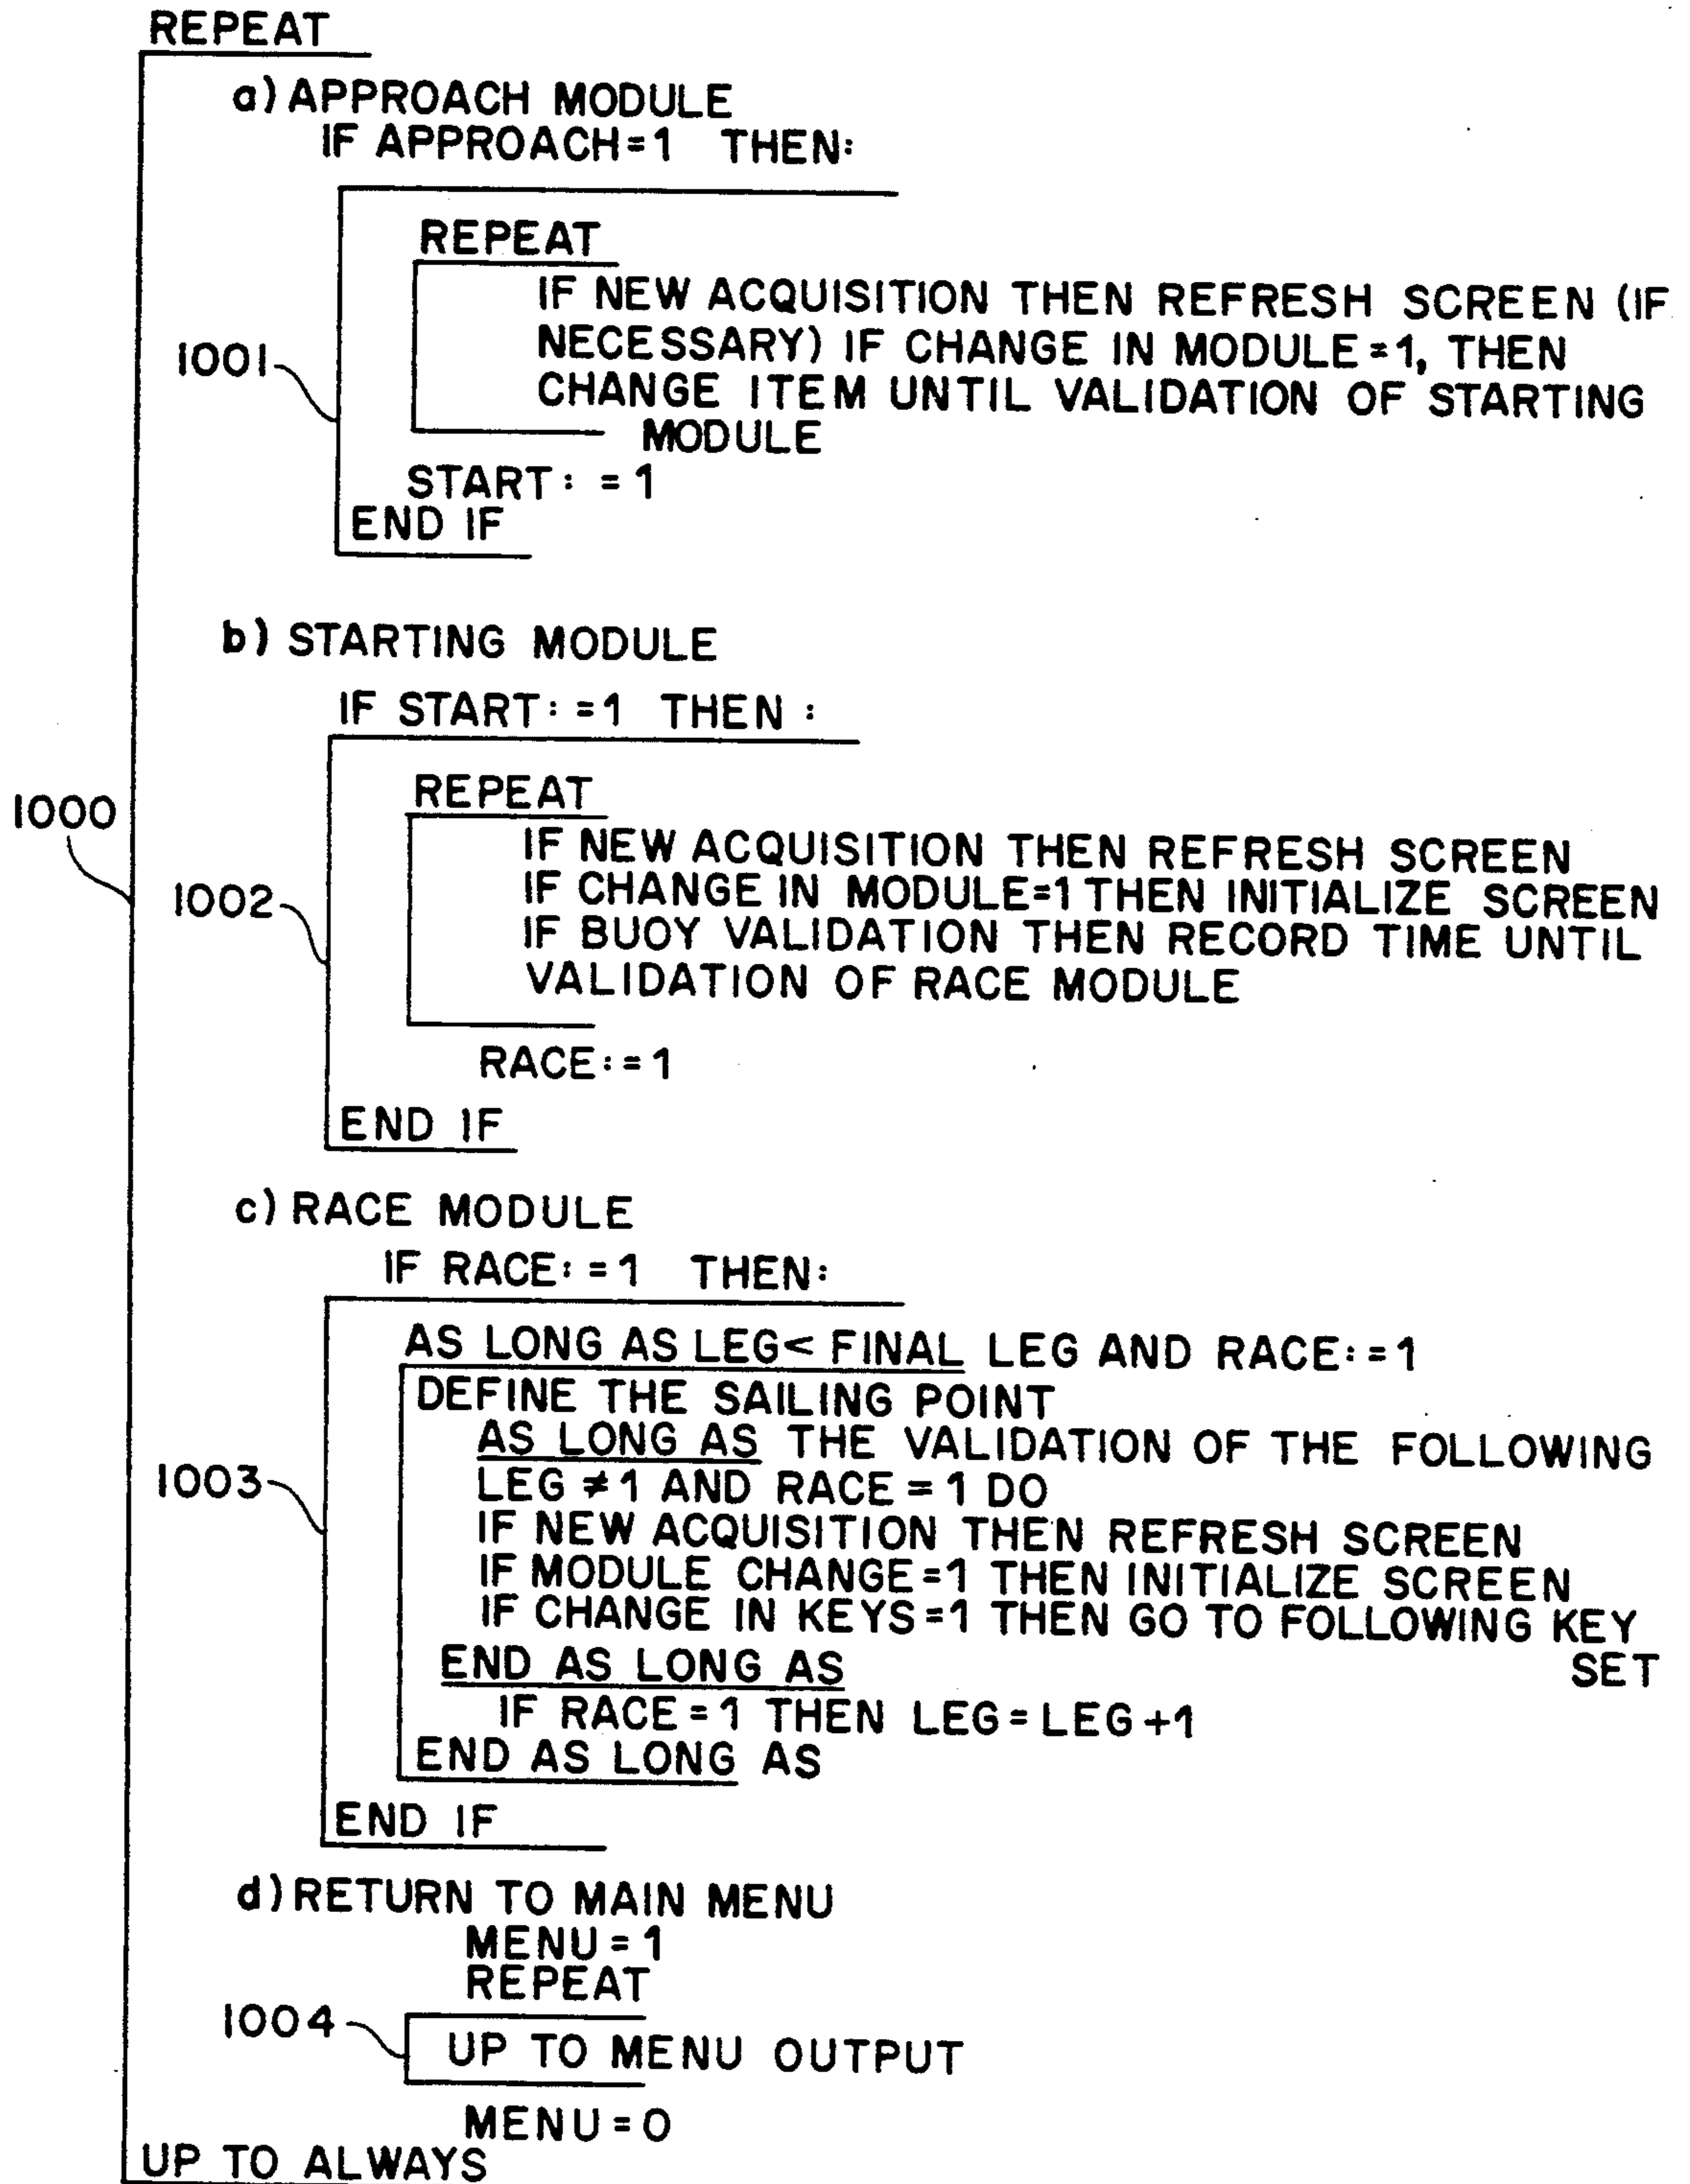 REPEAT
a) APPROACH MODULE
IF APPROACH=1 THEN:
REPEAT
IF NEW ACQUISITION THEN REFRESH SCREEN (IF
NECESSARY) IF CHANGE IN MODULE=1, THEN
1001
CHANGE ITEM UNTIL VALIDATION OF STARTING
MODULE
START:=1
END IF
b) STARTING MODULE
IF START:=1 THEN:
REPEAT
1000
IF NEW ACQUISITION THEN REFRESH SCREEN
1002
IF CHANGE IN MODULE=1 THEN INITIALIZE SCREEN
IF BUOY VALIDATION THEN RECORD TIME UNTIL
VALIDATION OF RACE MODULE
RACE:=1
END IF
c) RACE MODULE
IF RACE:=1 THEN:
AS LONG AS LEG< FINAL LEG AND RACE:=1
DEFINE THE SAILING POINT
AS LONG AS THE VALIDATION OF THE FOLLOWING
1003
LEG ≠1 AND RACE=1 DO
IF NEW ACQUISITION THEN REFRESH SCREEN
IF MODULE CHANGE=1 THEN INITIALIZE SCREEN
IF CHANGE IN KEYS=1 THEN GO TO FOLLOWING KEY
SET
END AS LONG AS
IF RACE=1 THEN LEG=LEG+1
END AS LONG AS
END IF
d) RETURN TO MAIN MENU
MENU=1
REPEAT
1004
UP TO MENU OUTPUT
MENU=0
UP TO ALWAYS